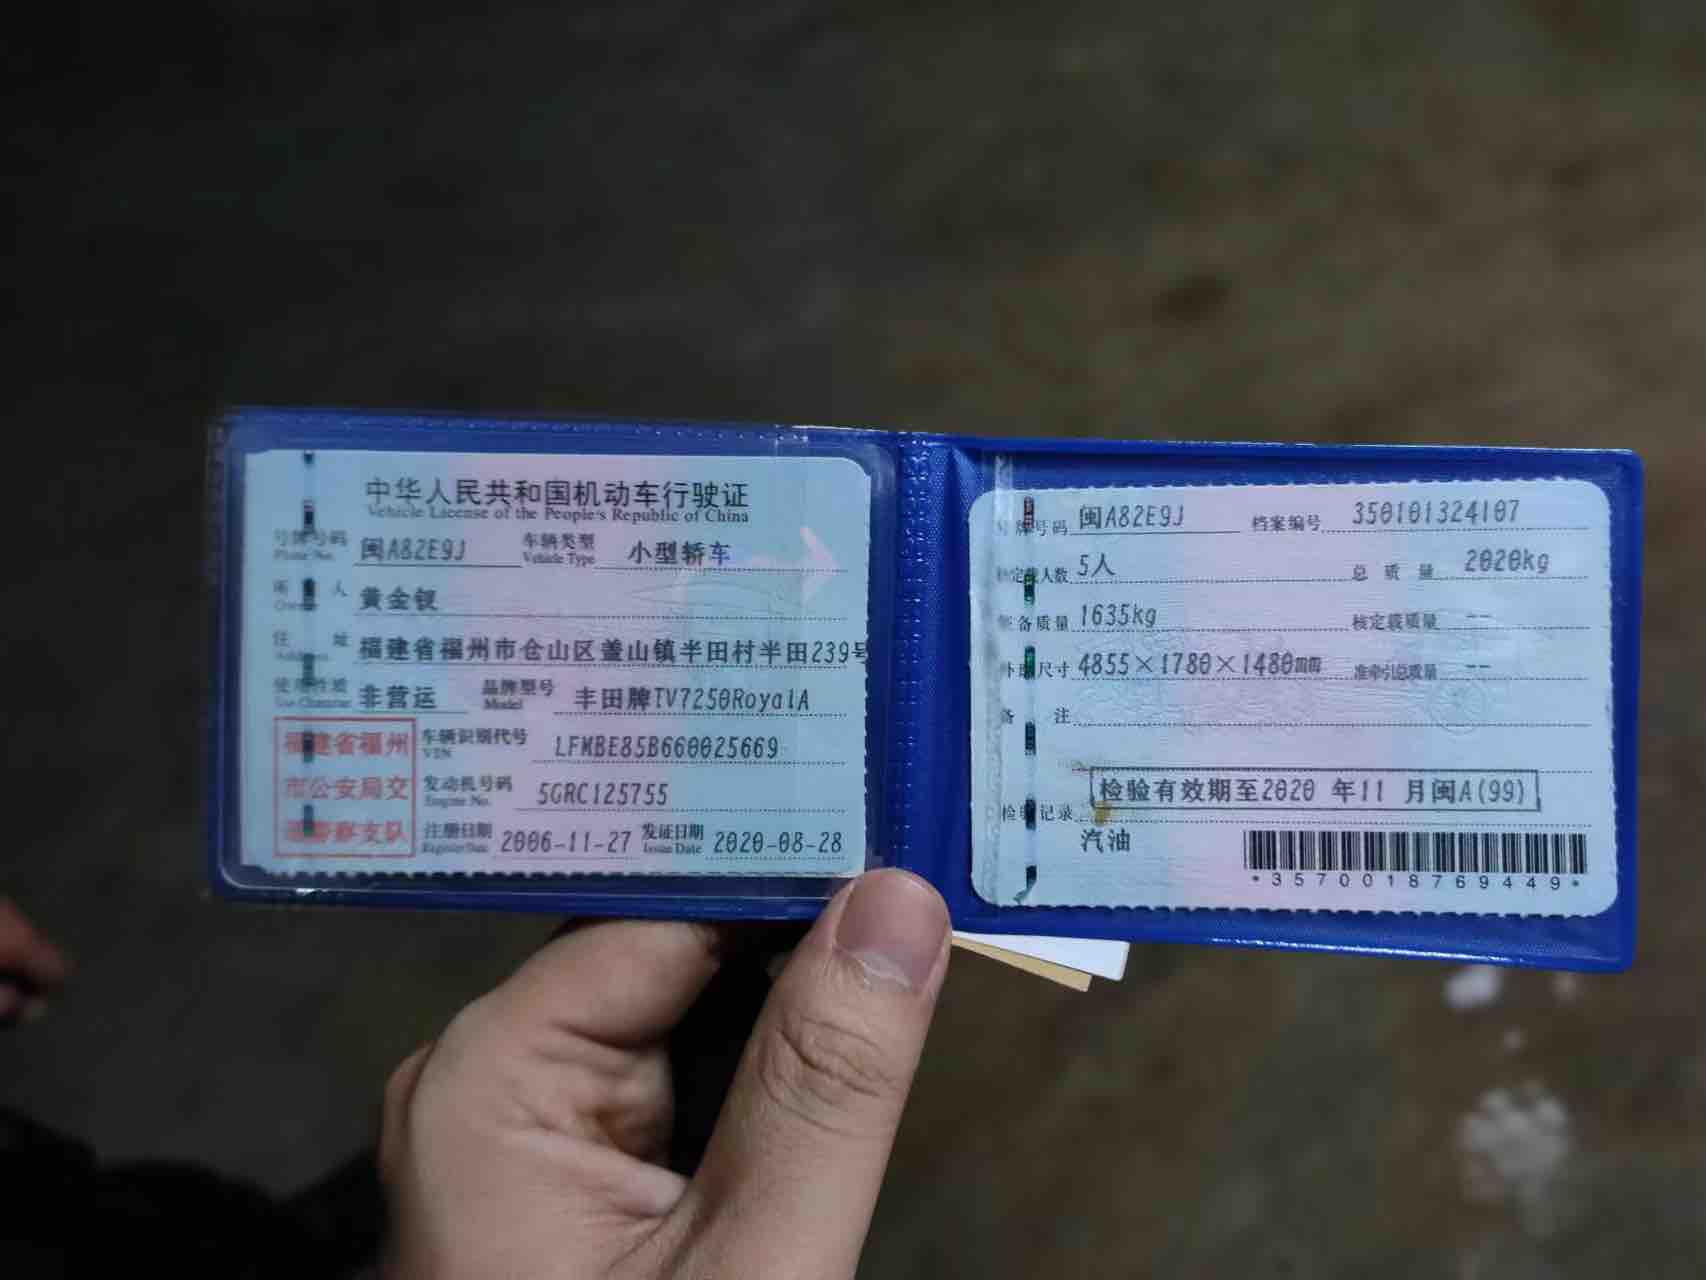 中华人民共和国机动车行驶证
Vehicle License of the People's Republic of China
号牌号码 闽A82E9J 车辆类型 小型轿车
Plate No. Vehicle Type
所 人 黄金钗
Owner
住 址 福建省福州市仓山区盖山镇半田村半田239号
Address
使用性质 非营运 品牌型号 丰田牌TV7250RoyalA
Use Character Model
福建省福州
市公安局交
通警察支队
车辆识别代号 LFMBE85B660025669
VIN
发动机号码 5GRC125755
Engine No.
注册日期 2006-11-27 发证日期 2020-08-28
Register Date Issue Date
号牌号码 闽A82E9J 档案编号 350101324107
核定载人数 5人 总质量 2020kg
整备质量 1635kg 核定载质量 --
外廓尺寸 4855×1780×1480mm 准牵引总质量 --
备 注
检验记录 检验有效期至2020 年11 月闽A(99)
汽油
*3570018769449*